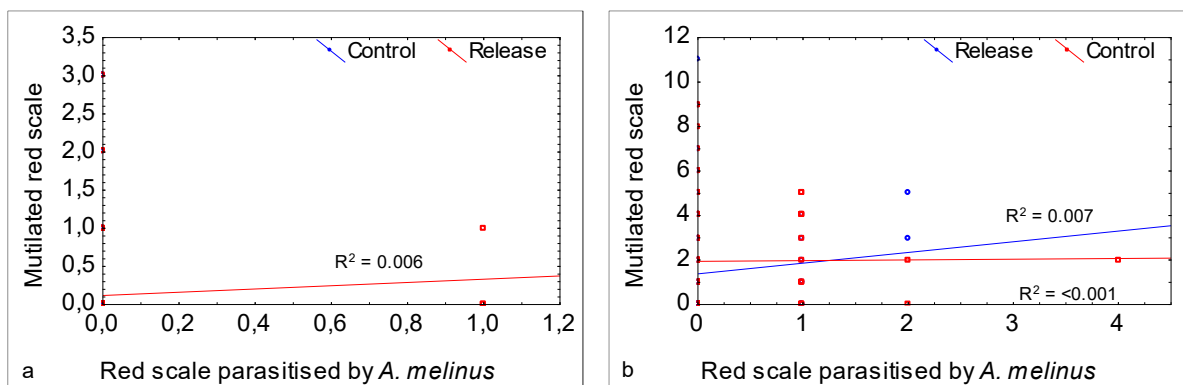 3,5
3,0
2,5
2,0
1,5
1,0
0,5
0,0
Mutilated red scale
Control Release
R² = 0.006
0,0 0,2 0,4 0,6 0,8 1,0 1,2
a Red scale parasitised by A. melinus
12
10
8
6
4
2
0
Mutilated red scale
Release Control
R² = 0.007
R² = <0.001
0 1 2 3 4
b Red scale parasitised by A. melinus